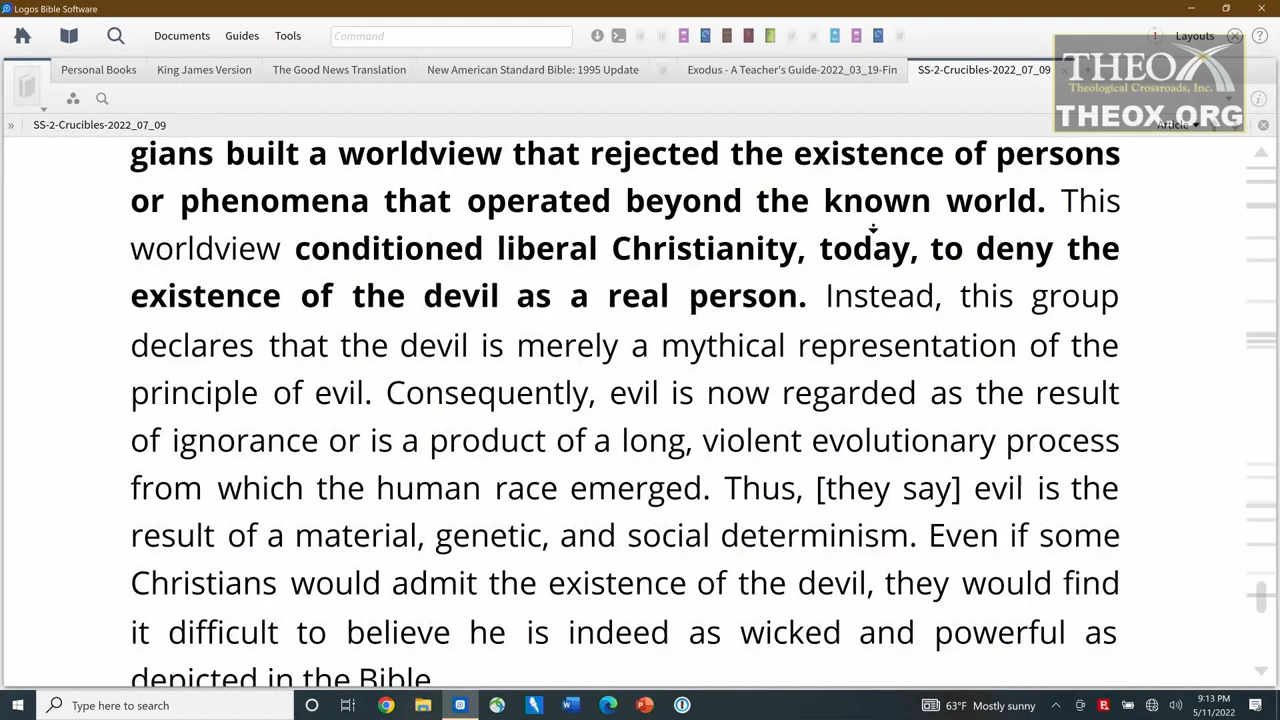 Logos Bible Software
Documents Guides Tools Command Layouts
Personal Books King James Version The Good News New American Standard Bible: 1995 Update Exodus - A Teacher's Guide-2022_03_19-Fin SS-2-Crucibles-2022_07_09
THEOX
Theological Crossroads, Inc.
THEOX.ORG
SS-2-Crucibles-2022_07_09 Article
gians built a worldview that rejected the existence of persons
or phenomena that operated beyond the known world. This
worldview conditioned liberal Christianity, today, to deny the
existence of the devil as a real person. Instead, this group
declares that the devil is merely a mythical representation of the
principle of evil. Consequently, evil is now regarded as the result
of ignorance or is a product of a long, violent evolutionary process
from which the human race emerged. Thus, [they say] evil is the
result of a material, genetic, and social determinism. Even if some
Christians would admit the existence of the devil, they would find
it difficult to believe he is indeed as wicked and powerful as
depicted in the Bible
Type here to search 63°F Mostly sunny 9:13 PM
5/11/2022